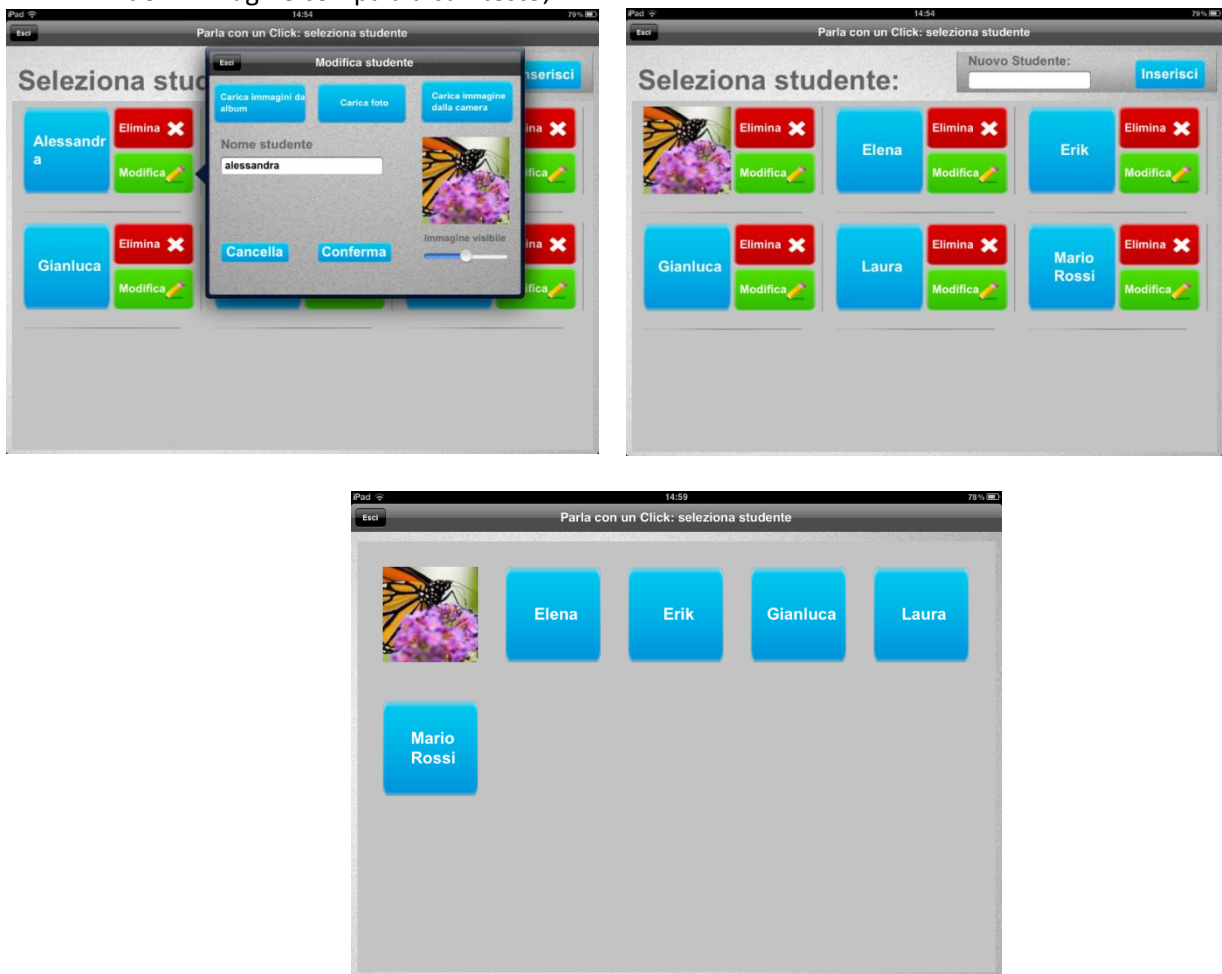 iPad 14:54 79%
Esci Parla con un Click: seleziona studente
Seleziona stud
nserisci
Alessandr
a
Elimina
Modifica
Gianluca
Elimina
Modifica
Esci Modifica studente
Carica immagini da
album
Carica foto
Carica immagine
dalla camera
Nome studente
alessandra
Immagine visibile
Cancella Conferma
ina
ifica
ina
ifica
iPad 14:54 79%
Esci Parla con un Click: seleziona studente
Seleziona studente:
Nuovo Studente:
Inserisci
Elimina
Modifica
Elena
Elimina
Modifica
Erik
Elimina
Modifica
Gianluca
Elimina
Modifica
Laura
Elimina
Modifica
Mario
Rossi
Elimina
Modifica
iPad 14:59 78%
Esci Parla con un Click: seleziona studente
Elena Erik Gianluca Laura
Mario
Rossi